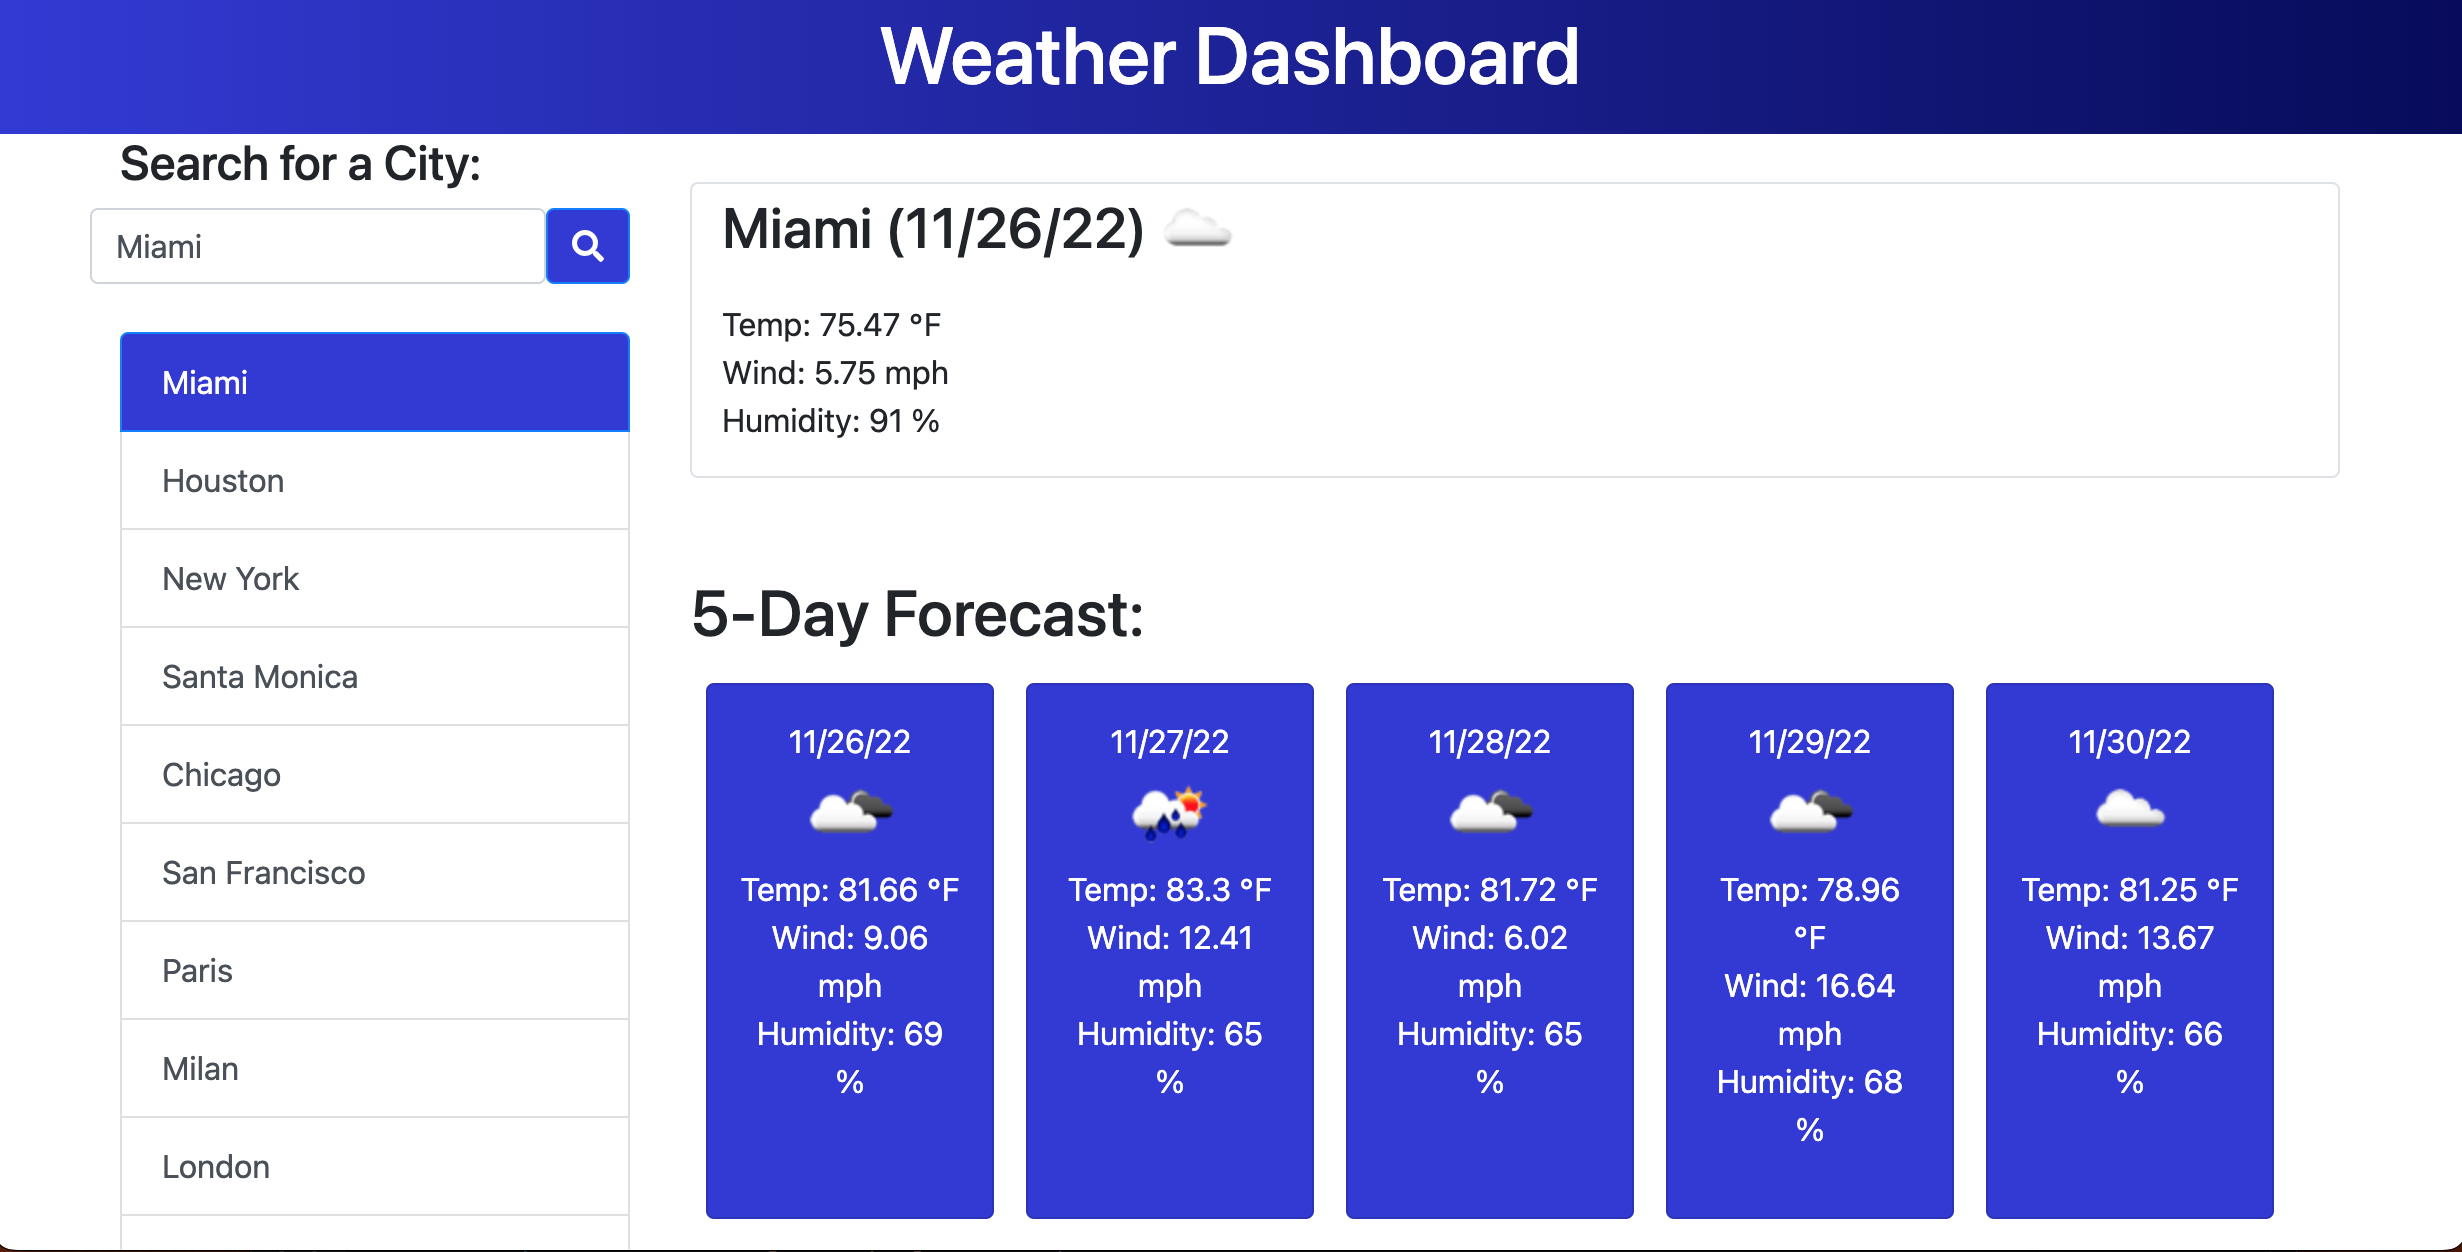 Weather Dashboard
Search for a City:
Miami
Miami
Houston
New York
Santa Monica
Chicago
San Francisco
Paris
Milan
London
Miami (11/26/22)
Temp: 75.47 °F
Wind: 5.75 mph
Humidity: 91 %
5-Day Forecast:
11/26/22
Temp: 81.66 °F
Wind: 9.06
mph
Humidity: 69
%
11/27/22
Temp: 83.3 °F
Wind: 12.41
mph
Humidity: 65
%
11/28/22
Temp: 81.72 °F
Wind: 6.02
mph
Humidity: 65
%
11/29/22
Temp: 78.96
°F
Wind: 16.64
mph
Humidity: 68
%
11/30/22
Temp: 81.25 °F
Wind: 13.67
mph
Humidity: 66
%